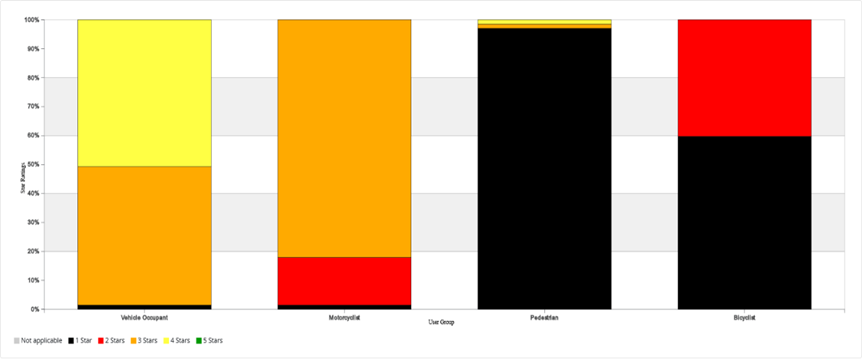 100%
90%
80%
70%
60%
50%
40%
30%
20%
10%
0%
Star Ratings
Vehicle Occupant
Motorcyclist
Pedestrian
Bicyclist
User Group
Not applicable
1 Star
2 Stars
3 Stars
4 Stars
5 Stars